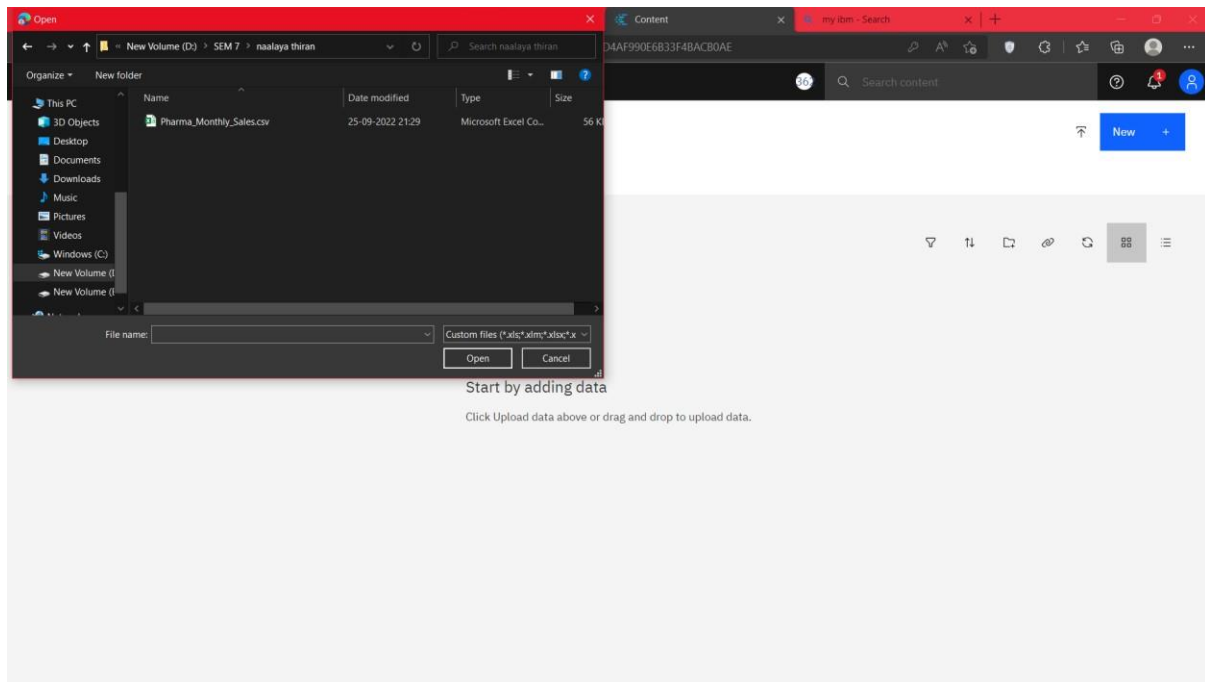 Open
Content
my ibm - Search
« New Volume (D:) > SEM 7 > naalaya thiran
Search naalaya thiran
D4AF990E6B33F4BACB0AE
Organize
New folder
Search content
This PC
3D Objects
Desktop
Documents
Downloads
Music
Pictures
Videos
Windows (C:)
New Volume (
New Volume (
Name
Date modified
Type
Size
Pharma_Monthly_Sales.csv
25-09-2022 21:29
Microsoft Excel Co...
56 K
New +
File name:
Custom files (*.xls;*.xlm;*.xlsx;*.x
Open
Cancel
Start by adding data
Click Upload data above or drag and drop to upload data.